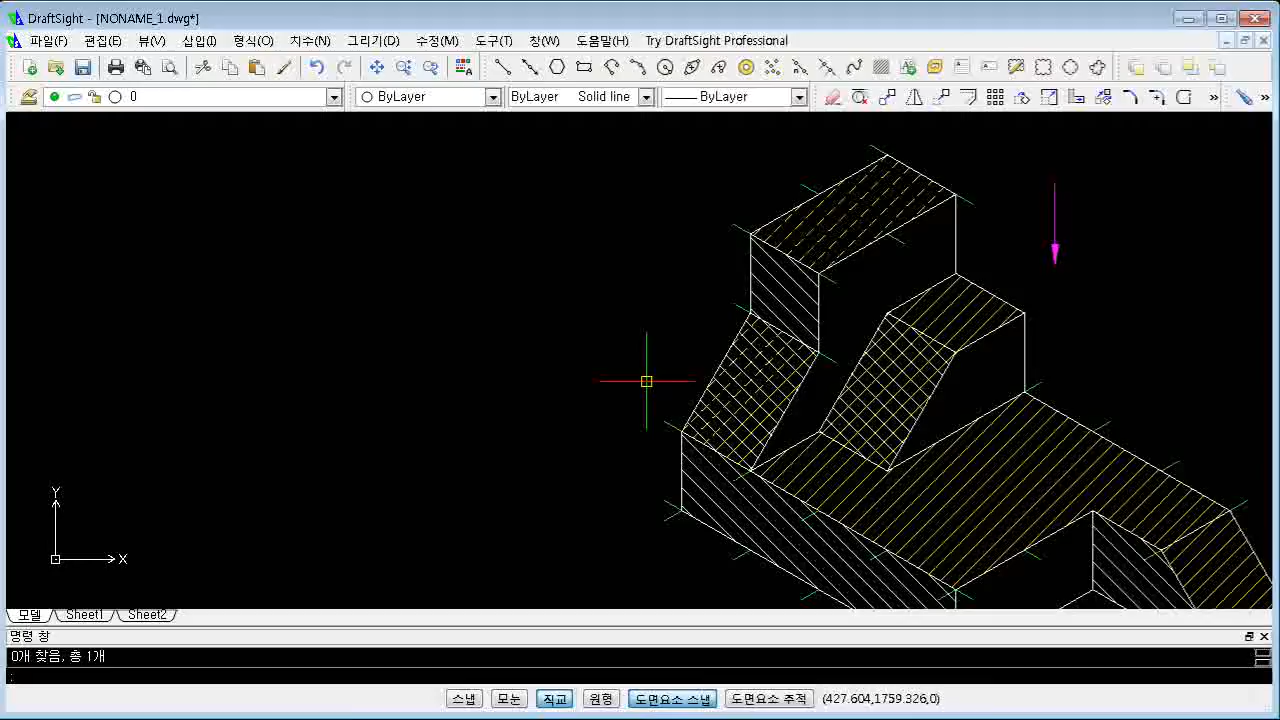 DraftSight - [NONAME_1.dwg*]
파일(F) 편집(E) 뷰(V) 삽입(I) 형식(O) 치수(N) 그리기(D) 수정(M) 도구(T) 창(W) 도움말(H) Try DraftSight Professional
0 ByLayer ByLayer Solid line ByLayer
Y
X
모델 Sheet1 Sheet2
명령 창
0개 찾음, 총 1개
:
스냅 모눈 직교 원형 도면요소 스냅 도면요소 추적 (427.604,1759.326,0)